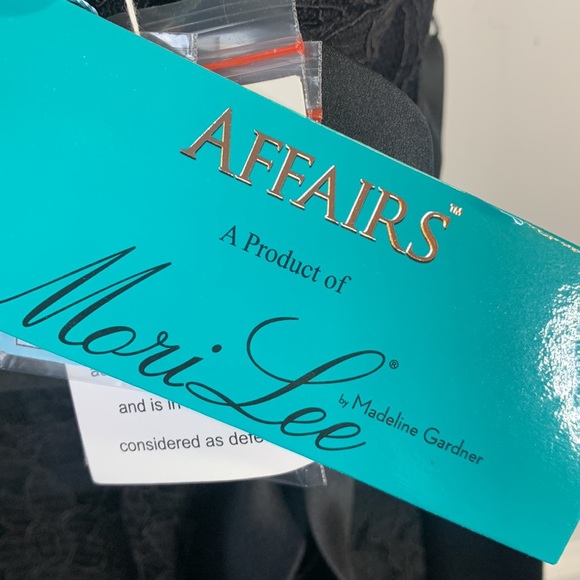 AFFAIRS™
A Product of
Mori Lee®
by Madeline Gardner
and is in
considered as defe